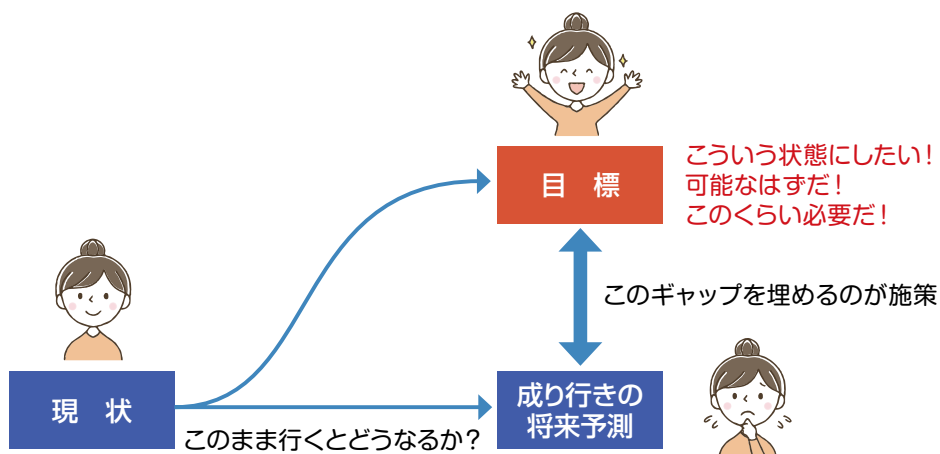 目　標
こういう状態にしたい！
可能なはずだ！
このくらい必要だ！
このギャップを埋めるのが施策
現　状
このまま行くとどうなるか？
成り行きの
将来予測